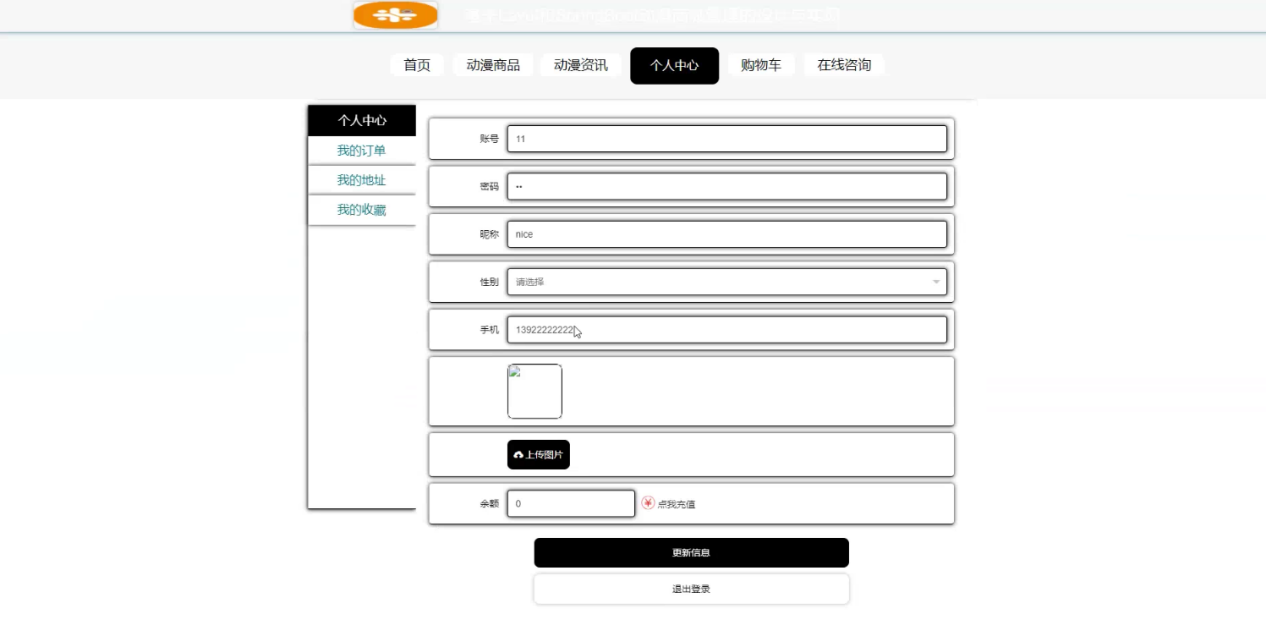 首页 动漫商品 动漫资讯 个人中心 购物车 在线咨询
个人中心
我的订单
我的地址
我的收藏
账号 11
密码 ••
昵称 nice
性别 请选择
手机 13922222222
上传图片
余额 0 点我充值
更新信息
退出登录